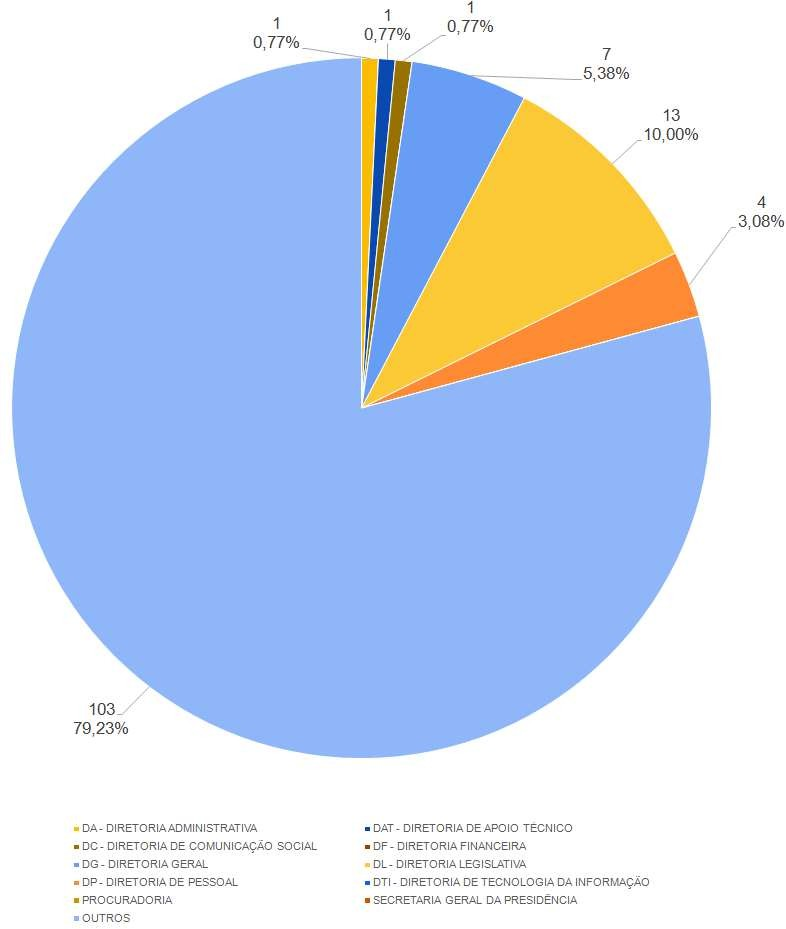 1
0,77%
1
0,77%
1
0,77%
7
5,38%
13
10,00%
4
3,08%
103
79,23%
DA - DIRETORIA ADMINISTRATIVA
DAT - DIRETORIA DE APOIO TÉCNICO
DC - DIRETORIA DE COMUNICAÇÃO SOCIAL
DF - DIRETORIA FINANCEIRA
DG - DIRETORIA GERAL
DL - DIRETORIA LEGISLATIVA
DP - DIRETORIA DE PESSOAL
DTI - DIRETORIA DE TECNOLOGIA DA INFORMAÇÃO
PROCURADORIA
SECRETARIA GERAL DA PRESIDÊNCIA
OUTROS